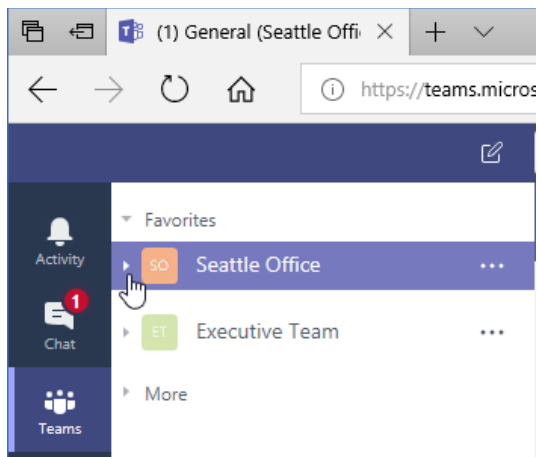 (1) General (Seattle Offi
https://teams.micros
Favorites
Activity
SO Seattle Office
1
Chat
ET Executive Team
More
Teams